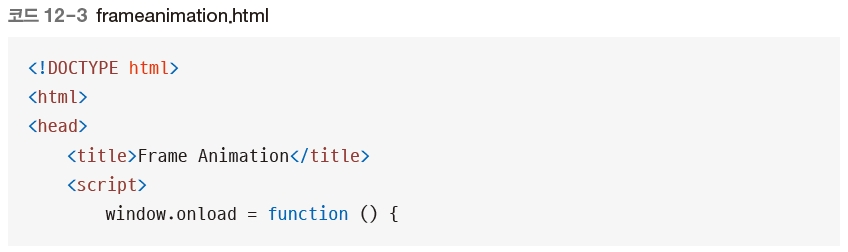 코드 12-3 frameanimation.html
<!DOCTYPE html>
<html>
<head>
<title>Frame Animation</title>
<script>
window.onload = function () {